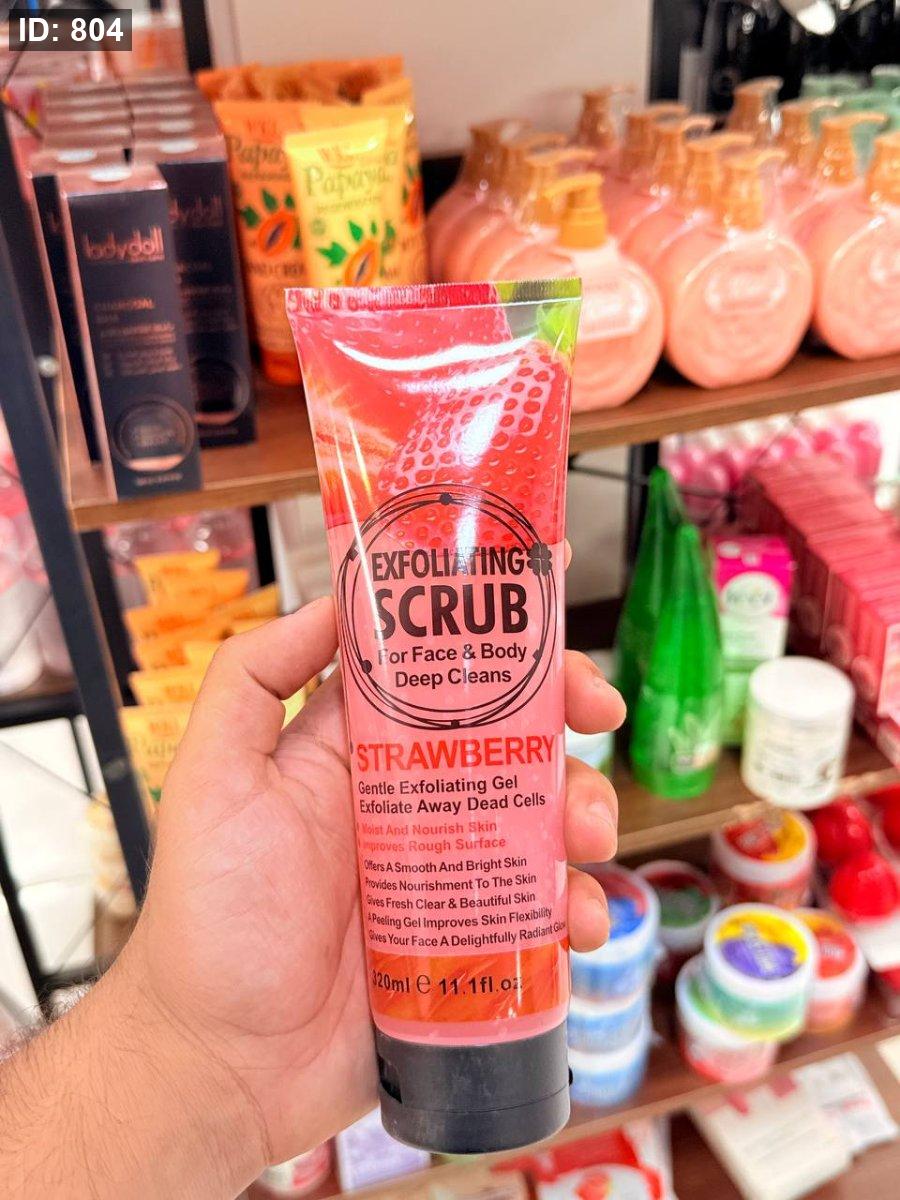 ID: 804
Papaya
ladydoll
CHARCOAL
EXFOLIATING
SCRUB
For Face & Body
Deep Cleans
STRAWBERRY
Gentle Exfoliating Gel
Exfoliate Away Dead Cells
Moist And Nourish Skin
Improves Rough Surface
Offers A Smooth And Bright Skin
Provides Nourishment To The Skin
Gives Fresh Clear & Beautiful Skin
A Peeling Gel Improves Skin Flexibility
Gives Your Face A Delightfully Radiant Glow
320ml e 11.1fl.oz